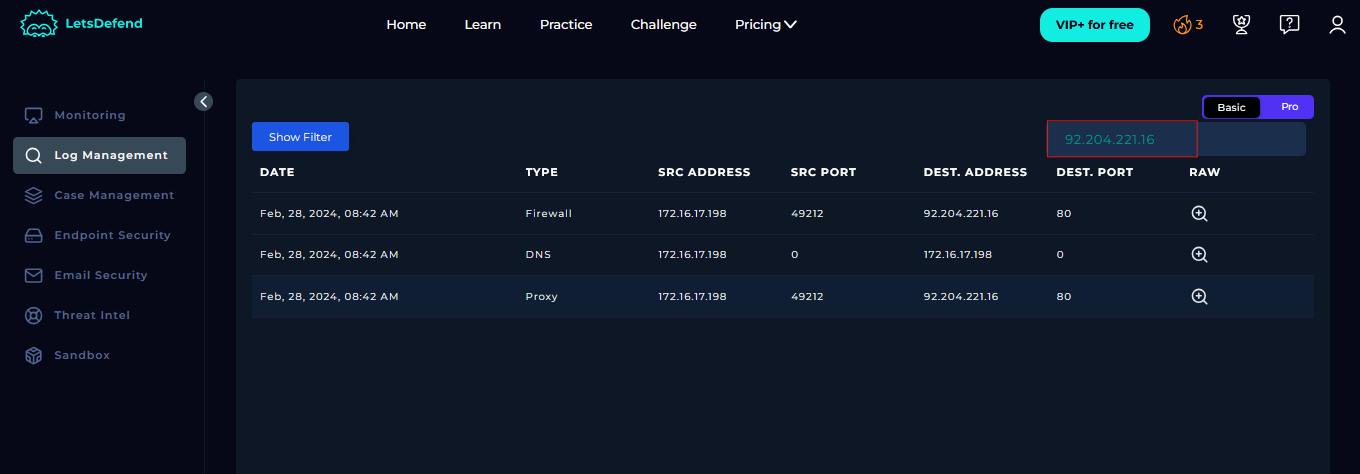 LetsDefend Home Learn Practice Challenge Pricing VIP+ for free 3
Basic Pro
Monitoring
Show Filter 92.204.221.16
Log Management
DATE TYPE SRC ADDRESS SRC PORT DEST. ADDRESS DEST. PORT RAW
Case Management
Feb, 28, 2024, 08:42 AM Firewall 172.16.17.198 49212 92.204.221.16 80
Endpoint Security
Feb, 28, 2024, 08:42 AM DNS 172.16.17.198 0 172.16.17.198 0
Email Security
Feb, 28, 2024, 08:42 AM Proxy 172.16.17.198 49212 92.204.221.16 80
Threat Intel
Sandbox